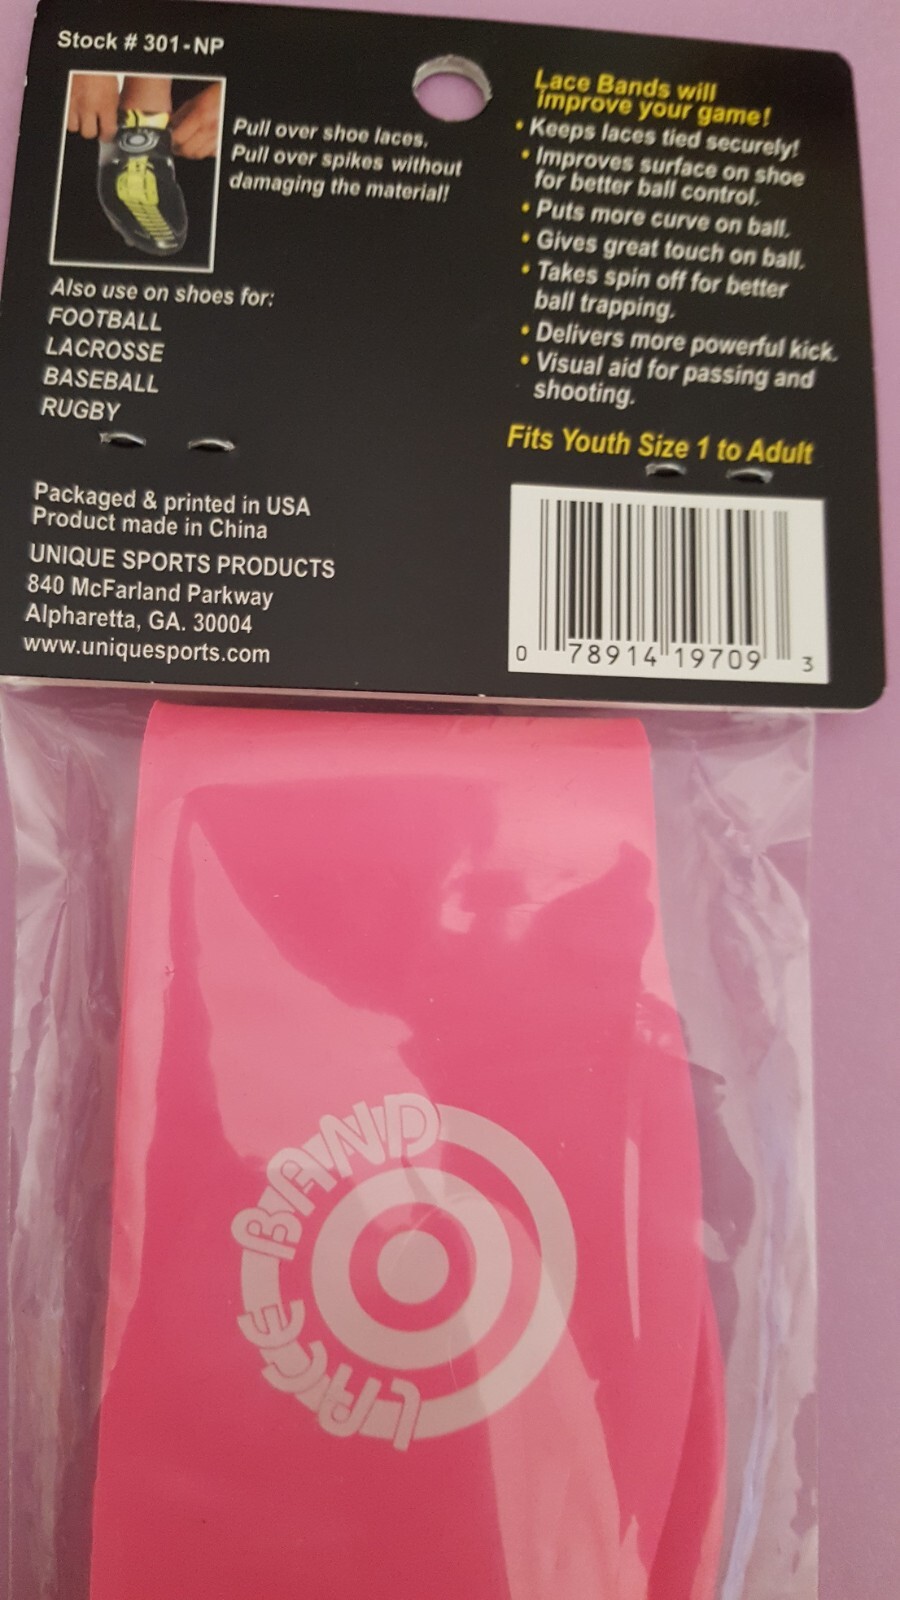 Stock # 301-NP
Pull over shoe laces.
Pull over spikes without
damaging the material!
Also use on shoes for:
FOOTBALL
LACROSSE
BASEBALL
RUGBY
Packaged & printed in USA
Product made in China
UNIQUE SPORTS PRODUCTS
840 McFarland Parkway
Alpharetta, GA. 30004
www.uniquesports.com
Lace Bands will
improve your game!
• Keeps laces tied securely!
• Improves surface on shoe
for better ball control.
• Puts more curve on ball.
• Gives great touch on ball.
• Takes spin off for better
ball trapping.
• Delivers more powerful kick.
• Visual aid for passing and
shooting.
Fits Youth Size 1 to Adult
0 78914 19709 3
LACE BAND